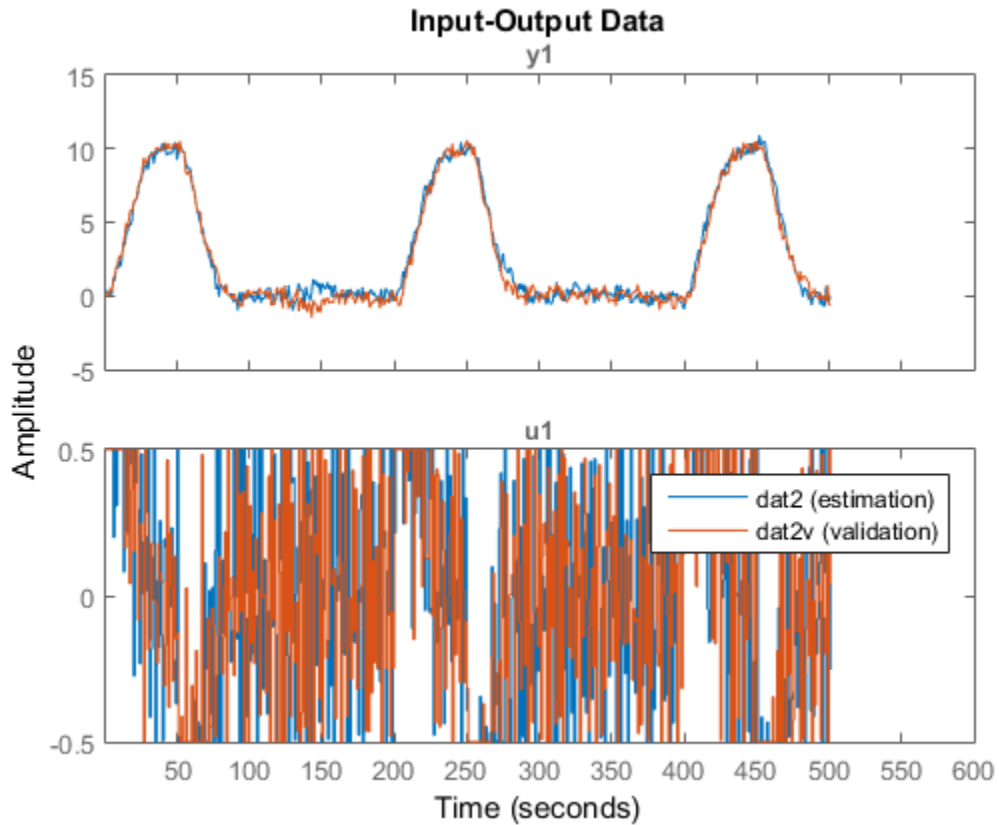 Input-Output Data
y1
15
10
5
0
-5
Amplitude
u1
0.5
0
-0.5
dat2 (estimation)
dat2v (validation)
50 100 150 200 250 300 350 400 450 500 550 600
Time (seconds)